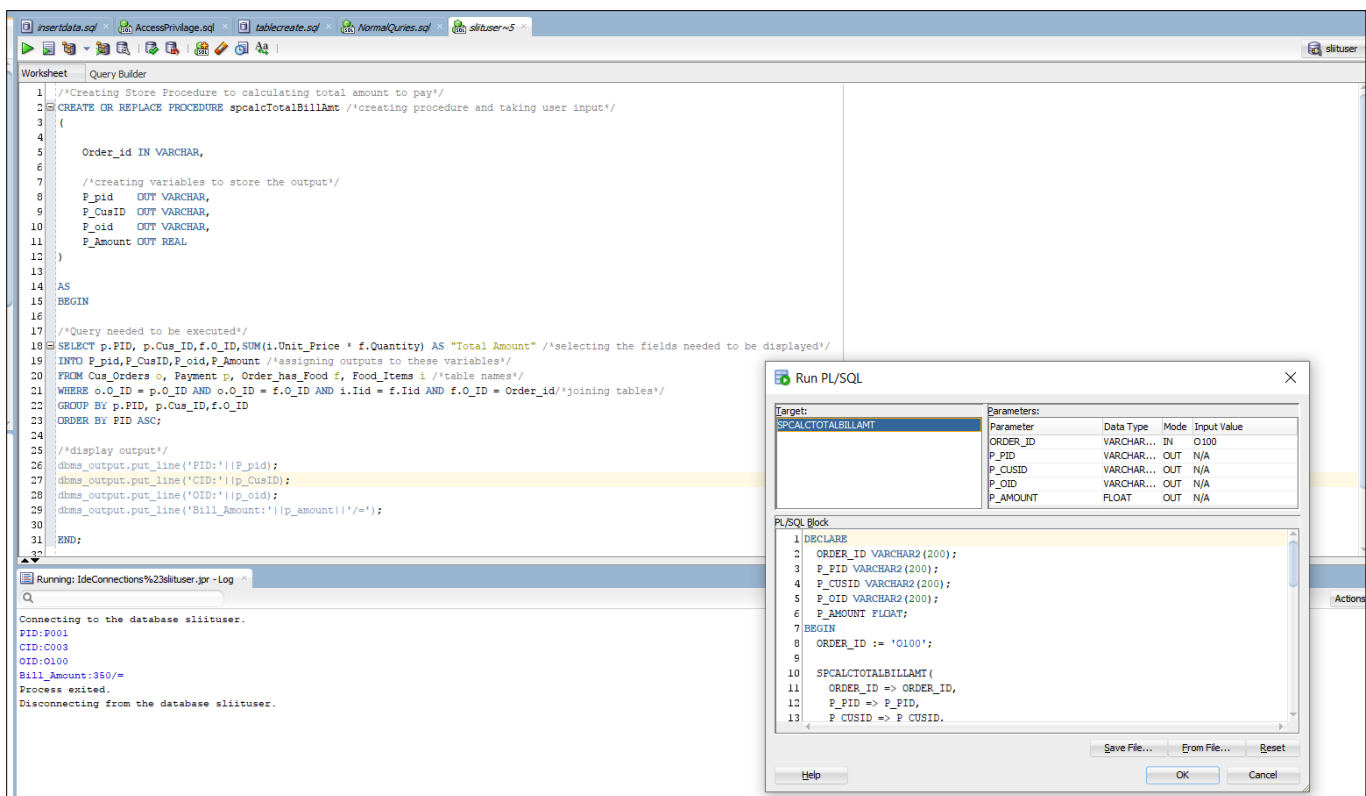 insertdata.sql AccessPrivilage.sql tablecreate.sql NormalQuries.sql sliituser~5
sliituser
Worksheet Query Builder
1 /*Creating Store Procedure to calculating total amount to pay*/
2 CREATE OR REPLACE PROCEDURE spcalcTotalBillAmt /*creating procedure and taking user input*/
3 (
4
5 Order_id IN VARCHAR,
6
7 /*creating variables to store the output*/
8 P_pid OUT VARCHAR,
9 P_CusID OUT VARCHAR,
10 P_oid OUT VARCHAR,
11 P_Amount OUT REAL
12 )
13
14 AS
15 BEGIN
16
17 /*Query needed to be executed*/
18 SELECT p.PID, p.Cus_ID,f.O_ID,SUM(i.Unit_Price * f.Quantity) AS "Total Amount" /*selecting the fields needed to be displayed*/
19 INTO P_pid,P_CusID,P_oid,P_Amount /*assigning outputs to these variables*/
20 FROM Cus_Orders o, Payment p, Order_has_Food f, Food_Items i /*table names*/
21 WHERE o.O_ID = p.O_ID AND o.O_ID = f.O_ID AND i.Iid = f.Iid AND f.O_ID = Order_id/*joining tables*/
22 GROUP BY p.PID, p.Cus_ID,f.O_ID
23 ORDER BY PID ASC;
24
25 /*display output*/
26 dbms_output.put_line('PID:'||P_pid);
27 dbms_output.put_line('CID:'||p_CusID);
28 dbms_output.put_line('OID:'||p_oid);
29 dbms_output.put_line('Bill_Amount:'||p_amount||'/=');
30
31 END;
32
Running: IdeConnections%23sliituser.jpr - Log
Actions
Connecting to the database sliituser.
PID:P001
CID:C003
OID:O100
Bill_Amount:350/=
Process exited.
Disconnecting from the database sliituser.
Run PL/SQL
Target: Parameters:
SPCALCTOTALBILLAMT
Parameter Data Type Mode Input Value
ORDER_ID VARCHAR... IN O100
P_PID VARCHAR... OUT N/A
P_CUSID VARCHAR... OUT N/A
P_OID VARCHAR... OUT N/A
P_AMOUNT FLOAT OUT N/A
PL/SQL Block
1 DECLARE
2 ORDER_ID VARCHAR2(200);
3 P_PID VARCHAR2(200);
4 P_CUSID VARCHAR2(200);
5 P_OID VARCHAR2(200);
6 P_AMOUNT FLOAT;
7 BEGIN
8 ORDER_ID := 'O100';
9
10 SPCALCTOTALBILLAMT(
11 ORDER_ID => ORDER_ID,
12 P_PID => P_PID,
13 P_CUSID => P_CUSID,
Save File... From File... Reset
Help OK Cancel